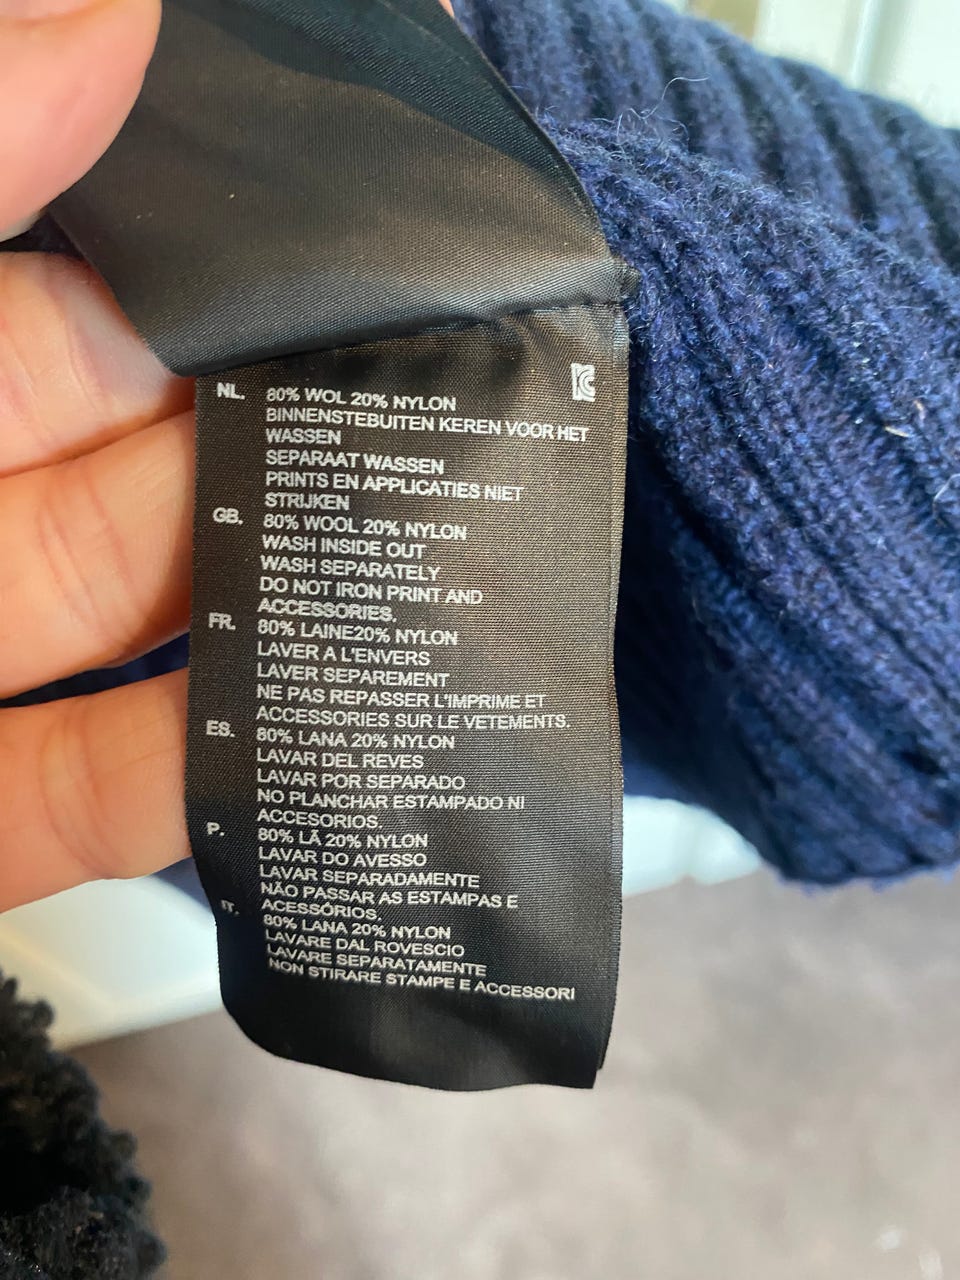 NL. 80% WOL 20% NYLON
BINNENSTEBUITEN KEREN VOOR HET
WASSEN
SEPARAAT WASSEN
PRINTS EN APPLICATIES NIET
STRIJKEN
GB. 80% WOOL 20% NYLON
WASH INSIDE OUT
WASH SEPARATELY
DO NOT IRON PRINT AND
ACCESSORIES.
FR. 80% LAINE20% NYLON
LAVER A L'ENVERS
LAVER SEPAREMENT
NE PAS REPASSER L'IMPRIME ET
ACCESSORIES SUR LE VETEMENTS.
ES. 80% LANA 20% NYLON
LAVAR DEL REVES
LAVAR POR SEPARADO
NO PLANCHAR ESTAMPADO NI
ACCESORIOS.
P. 80% LÃ 20% NYLON
LAVAR DO AVESSO
LAVAR SEPARADAMENTE
NÃO PASSAR AS ESTAMPAS E
ACESSÓRIOS.
IT. 80% LANA 20% NYLON
LAVARE DAL ROVESCIO
LAVARE SEPARATAMENTE
NON STIRARE STAMPE E ACCESSORI